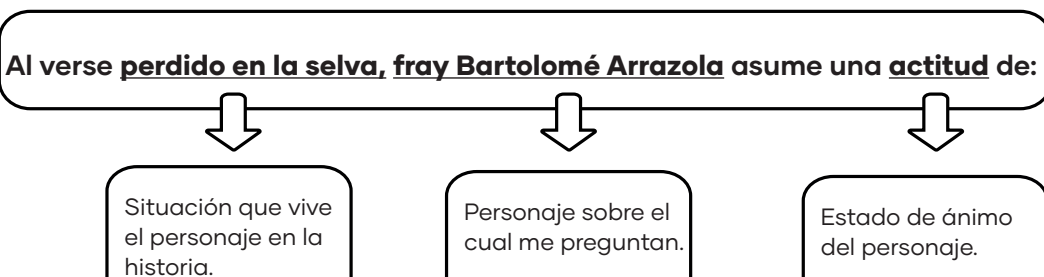 Al verse perdido en la selva, fray Bartolomé Arrazola asume una actitud de:
Situación que vive
el personaje en la
historia.
Personaje sobre el
cual me preguntan.
Estado de ánimo
del personaje.